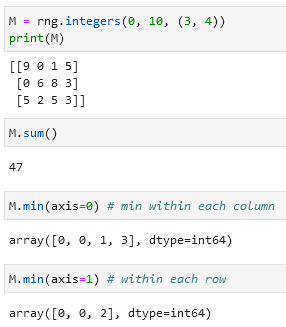 M = rng.integers(0, 10, (3, 4))
print(M)
[[9 0 1 5]
 [0 6 8 3]
 [5 2 5 3]]
M.sum()
47
M.min(axis=0) # min within each column
array([0, 0, 1, 3], dtype=int64)
M.min(axis=1) # within each row
array([0, 0, 2], dtype=int64)